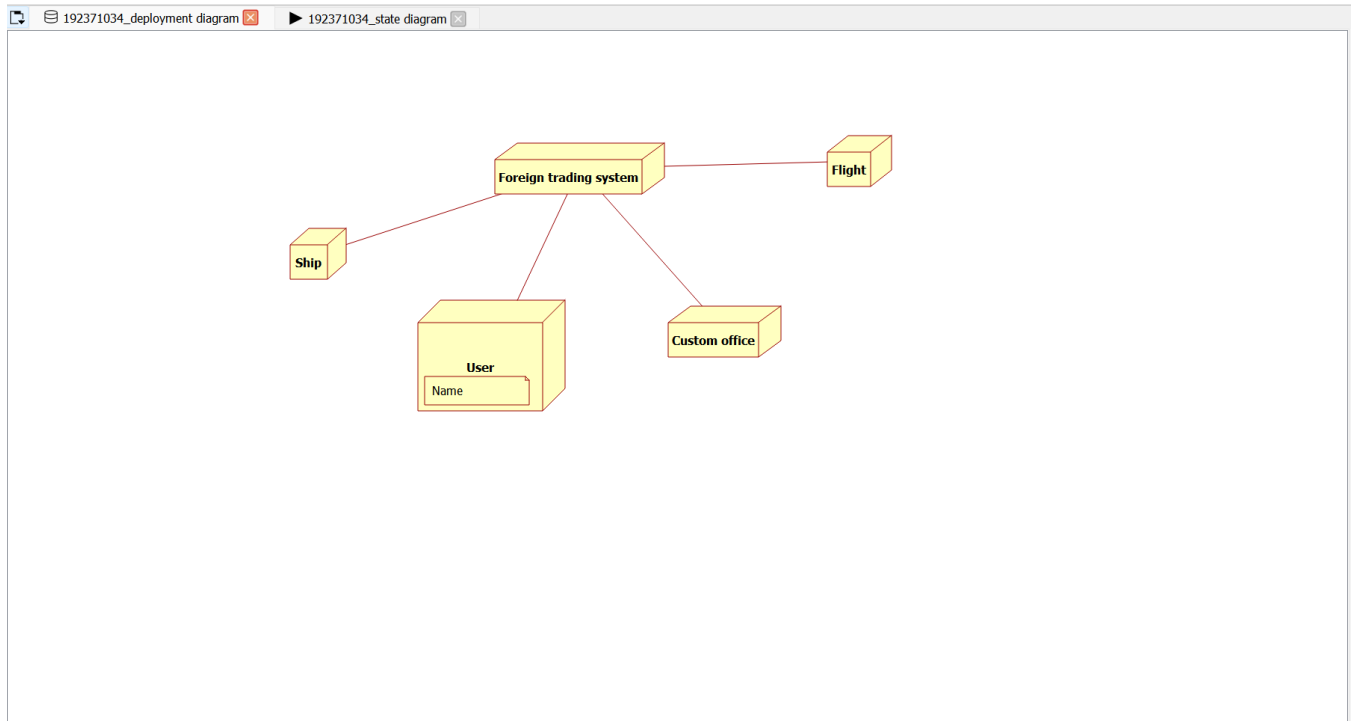 192371034_deployment diagram
192371034_state diagram
Foreign trading system
Flight
Ship
Custom office
User
Name